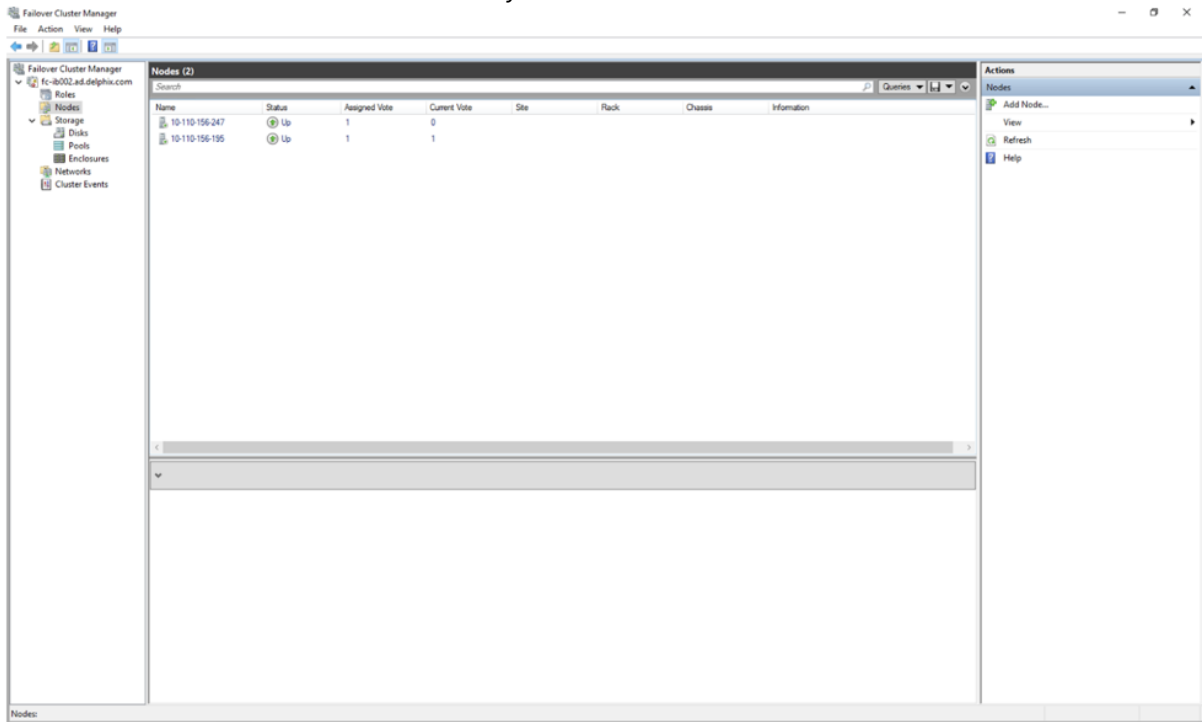 Failover Cluster Manager
File Action View Help
Failover Cluster Manager
fc-ib002.ad.delphix.com
Roles
Nodes
Storage
Disks
Pools
Enclosures
Networks
Cluster Events
Nodes (2)
Search Queries
Name Status Assigned Vote Current Vote Site Rack Chassis Information
10-110-156-247 Up 1 0
10-110-156-195 Up 1 1
Actions
Nodes
Add Node...
View
Refresh
Help
Nodes: